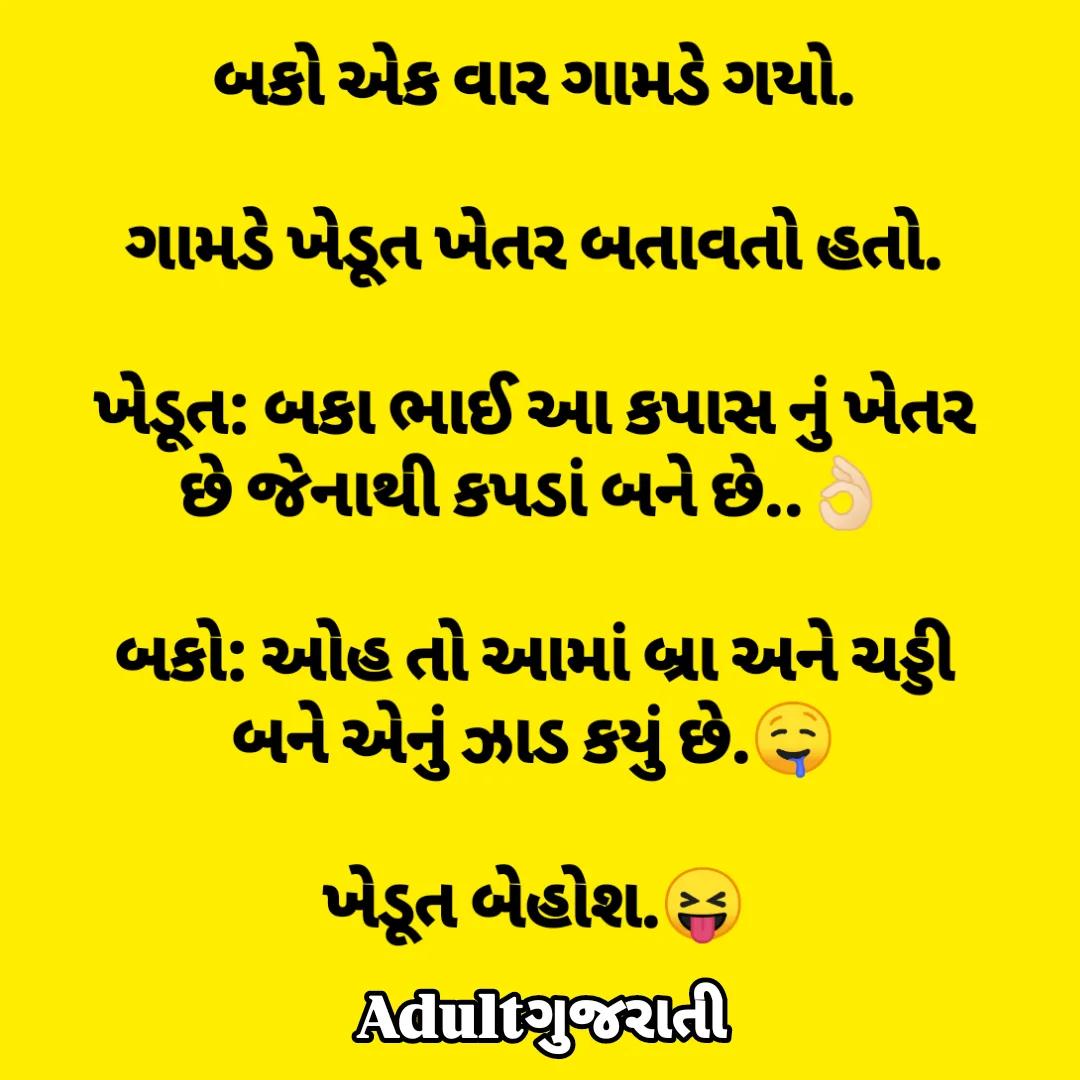 બકો એક વાર ગામડે ગયો.
ગામડે ખેડૂત ખેતર બતાવતો હતો.
ખેડૂત: બકા ભાઈ આ કપાસ નું ખેતર
છે જેનાથી કપડાં બને છે..👌🏻
બકો: ઓહ તો આમાં બ્રા અને ચડ્ડી
બને એનું ઝાડ કયું છે.🤤
ખેડૂત બેહોશ.😝
Adultગુજરાતી